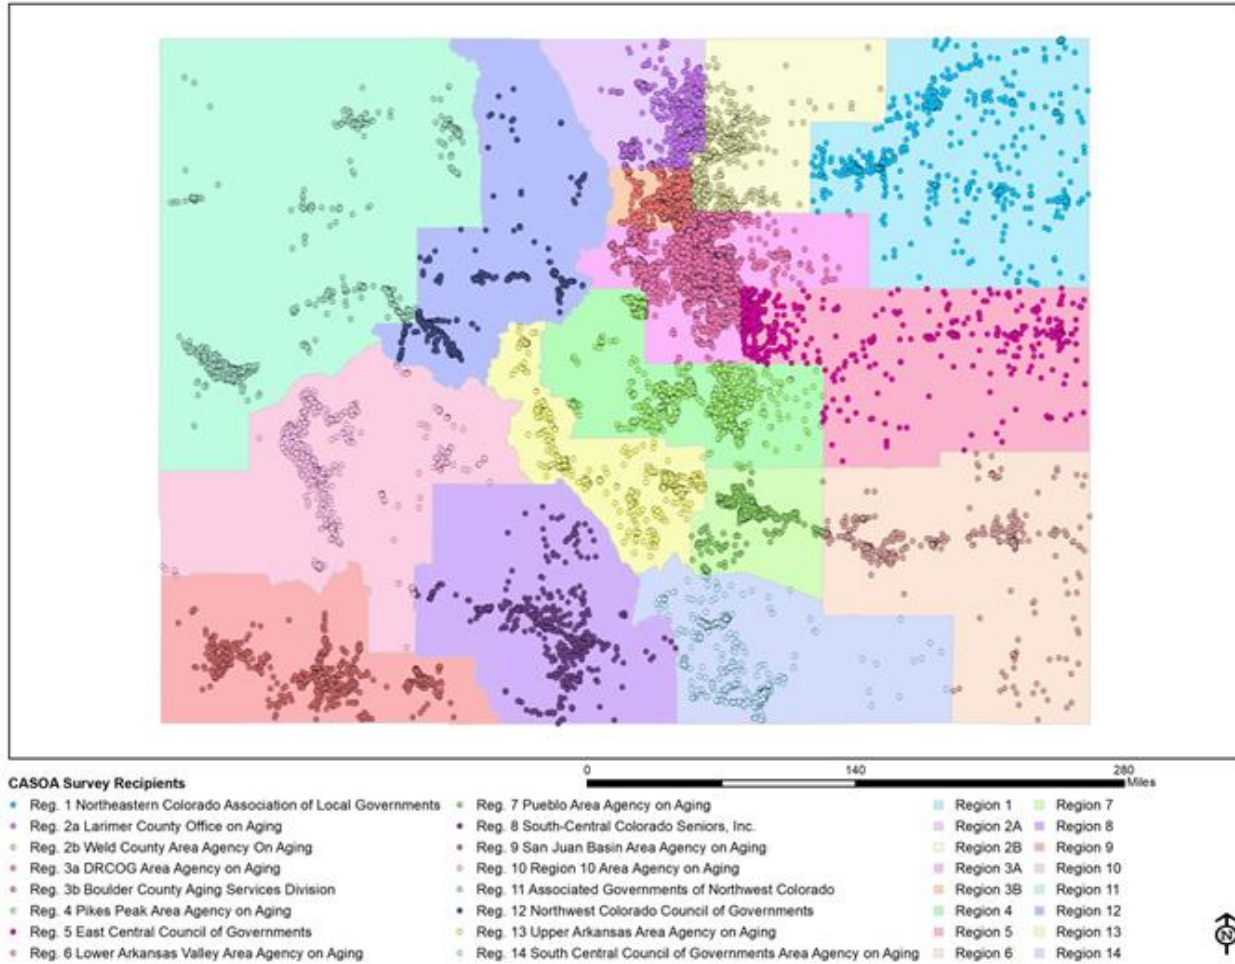 0 140 280
Miles
CASOA Survey Recipients
Reg. 1 Northeastern Colorado Association of Local Governments
Reg. 2a Larimer County Office on Aging
Reg. 2b Weld County Area Agency On Aging
Reg. 3a DRCOG Area Agency on Aging
Reg. 3b Boulder County Aging Services Division
Reg. 4 Pikes Peak Area Agency on Aging
Reg. 5 East Central Council of Governments
Reg. 6 Lower Arkansas Valley Area Agency on Aging
Reg. 7 Pueblo Area Agency on Aging
Reg. 8 South-Central Colorado Seniors, Inc.
Reg. 9 San Juan Basin Area Agency on Aging
Reg. 10 Region 10 Area Agency on Aging
Reg. 11 Associated Governments of Northwest Colorado
Reg. 12 Northwest Colorado Council of Governments
Reg. 13 Upper Arkansas Area Agency on Aging
Reg. 14 South Central Council of Governments Area Agency on Aging
Region 1
Region 2A
Region 2B
Region 3A
Region 3B
Region 4
Region 5
Region 6
Region 7
Region 8
Region 9
Region 10
Region 11
Region 12
Region 13
Region 14
N